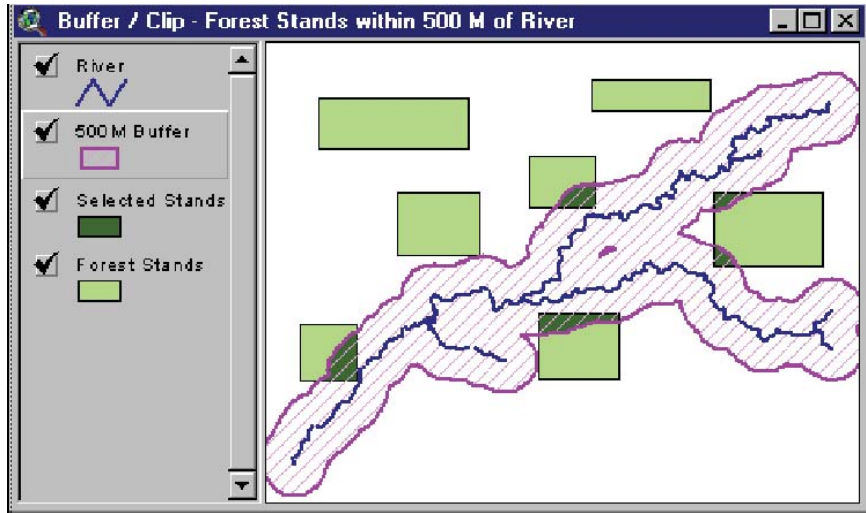 Buffer / Clip - Forest Stands within 500 M of River
River
500 M Buffer
Selected Stands
Forest Stands